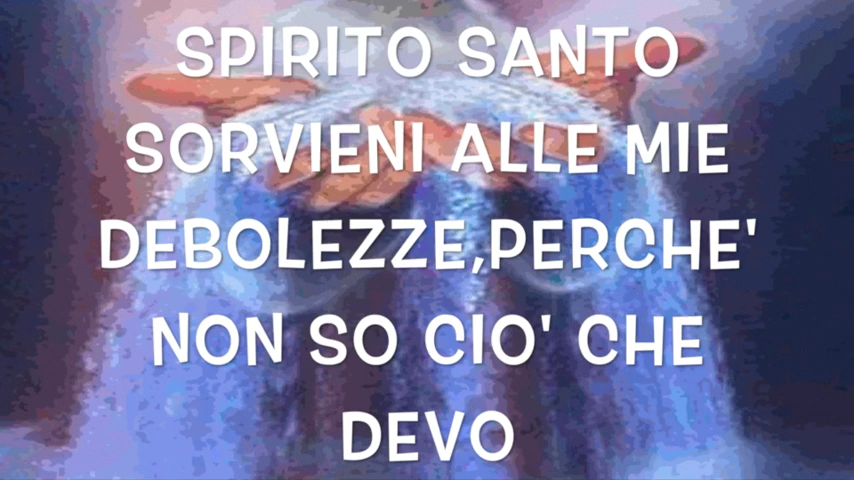 SPIRITO SANTO
SORVIENI ALLE MIE
DEBOLEZZE,PERCHE'
NON SO CIO' CHE
DEVO